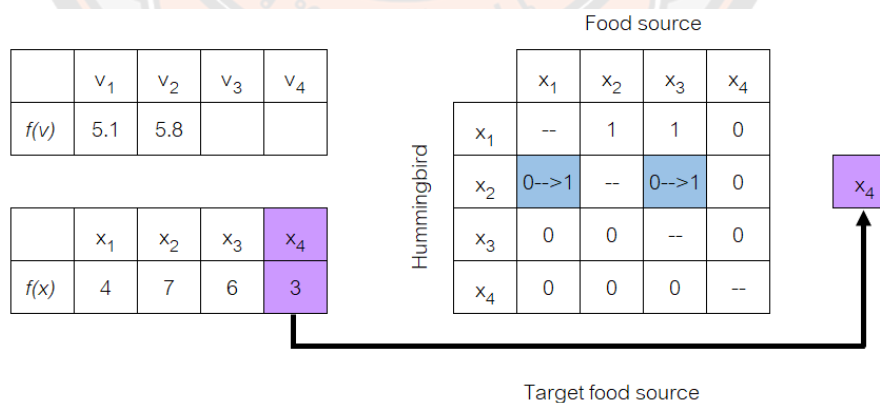 Food source
v1 v2 v3 v4
f(v) 5.1 5.8
x1 x2 x3 x4
f(x) 4 7 6 3
Hummingbird
x1 x2 x3 x4
x1 -- 1 1 0
x2 0-->1 -- 0-->1 0
x3 0 0 -- 0
x4 0 0 0 --
x4
Target food source